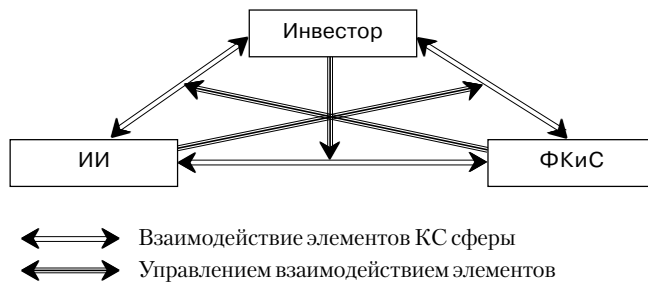 Инвестор
ИИ
ФКиС
Взаимодействие элементов КС сферы
Управлением взаимодействием элементов